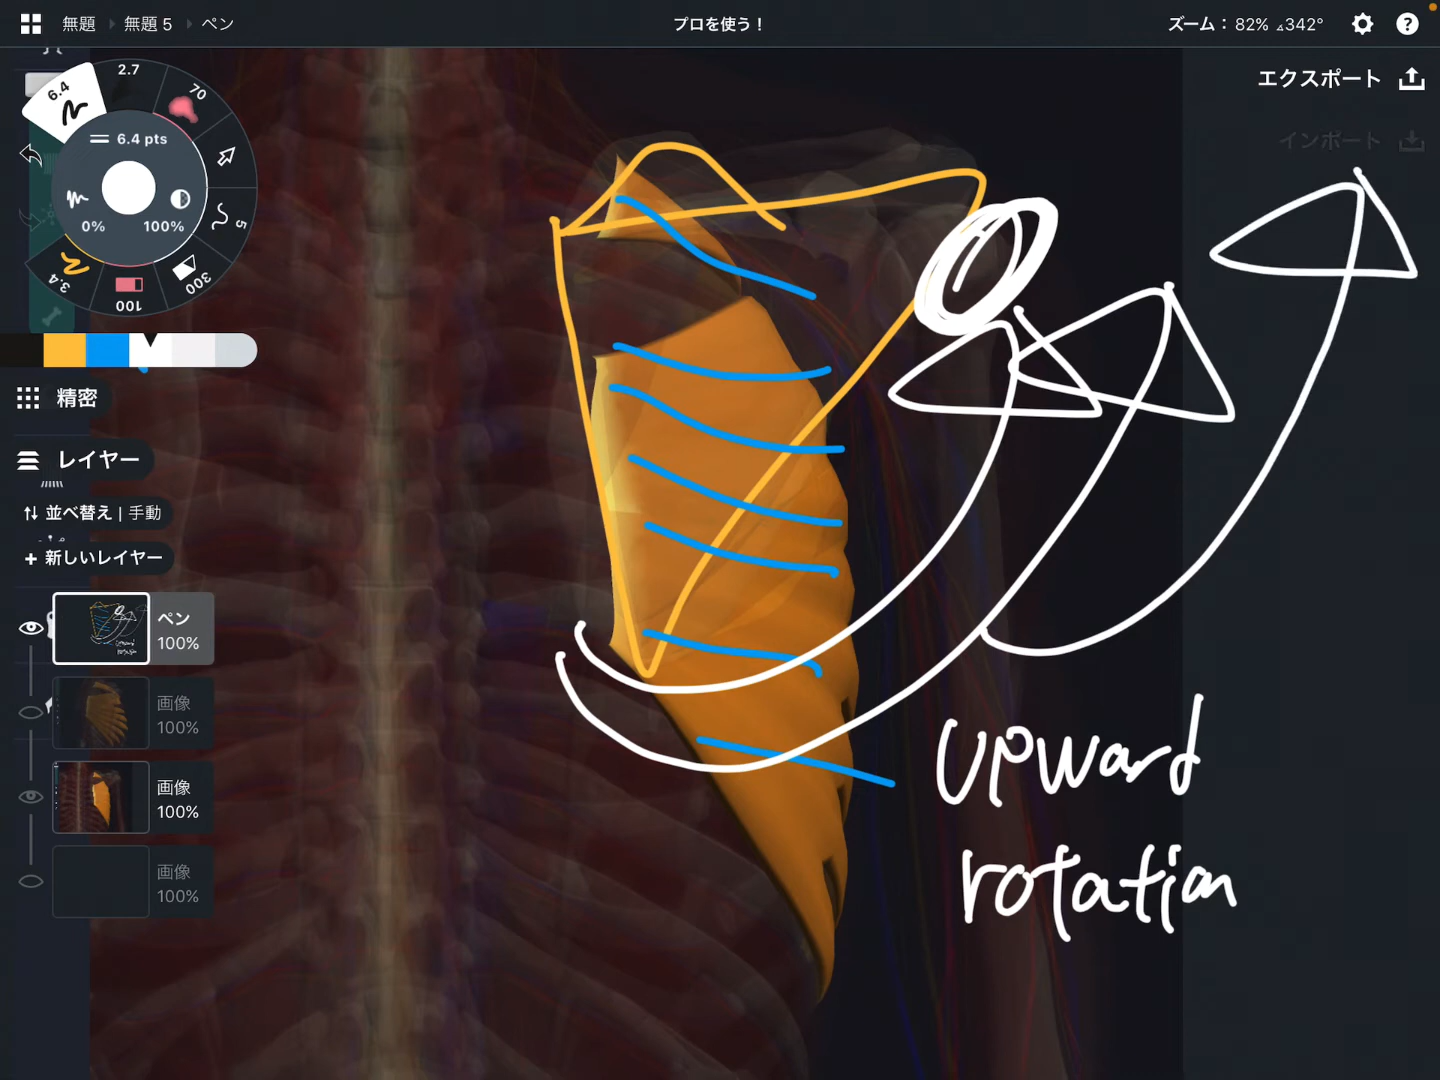 無題 無題 5 ペン
プロを使う！
ズーム： 82% ⊿342°
エクスポート
インポート
2.7
6.4
70
6.4 pts
0% 100%
5
3.4
300
100
精密
レイヤー
並べ替え | 手動
+ 新しいレイヤー
ペン
100%
画像
100%
画像
100%
画像
100%
upward
rotation